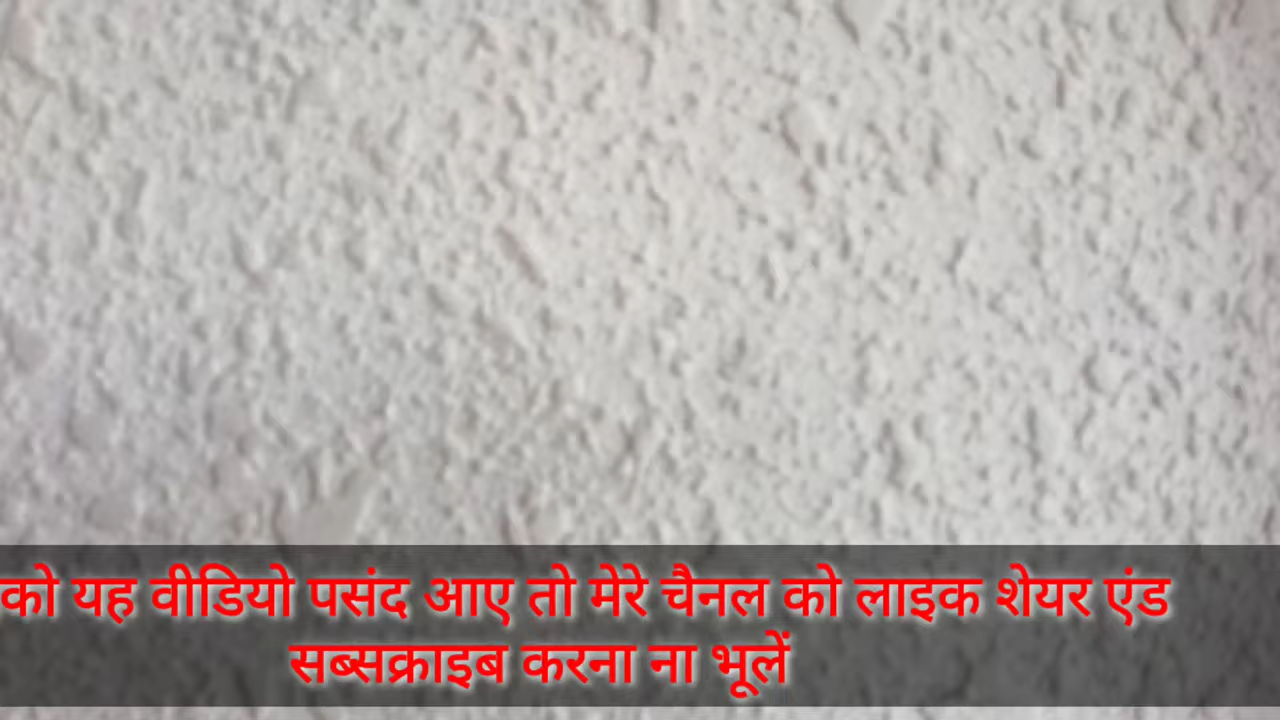 को यह वीडियो पसंद आए तो मेरे चैनल को लाइक शेयर एंड
सब्सक्राइब करना ना भूलें